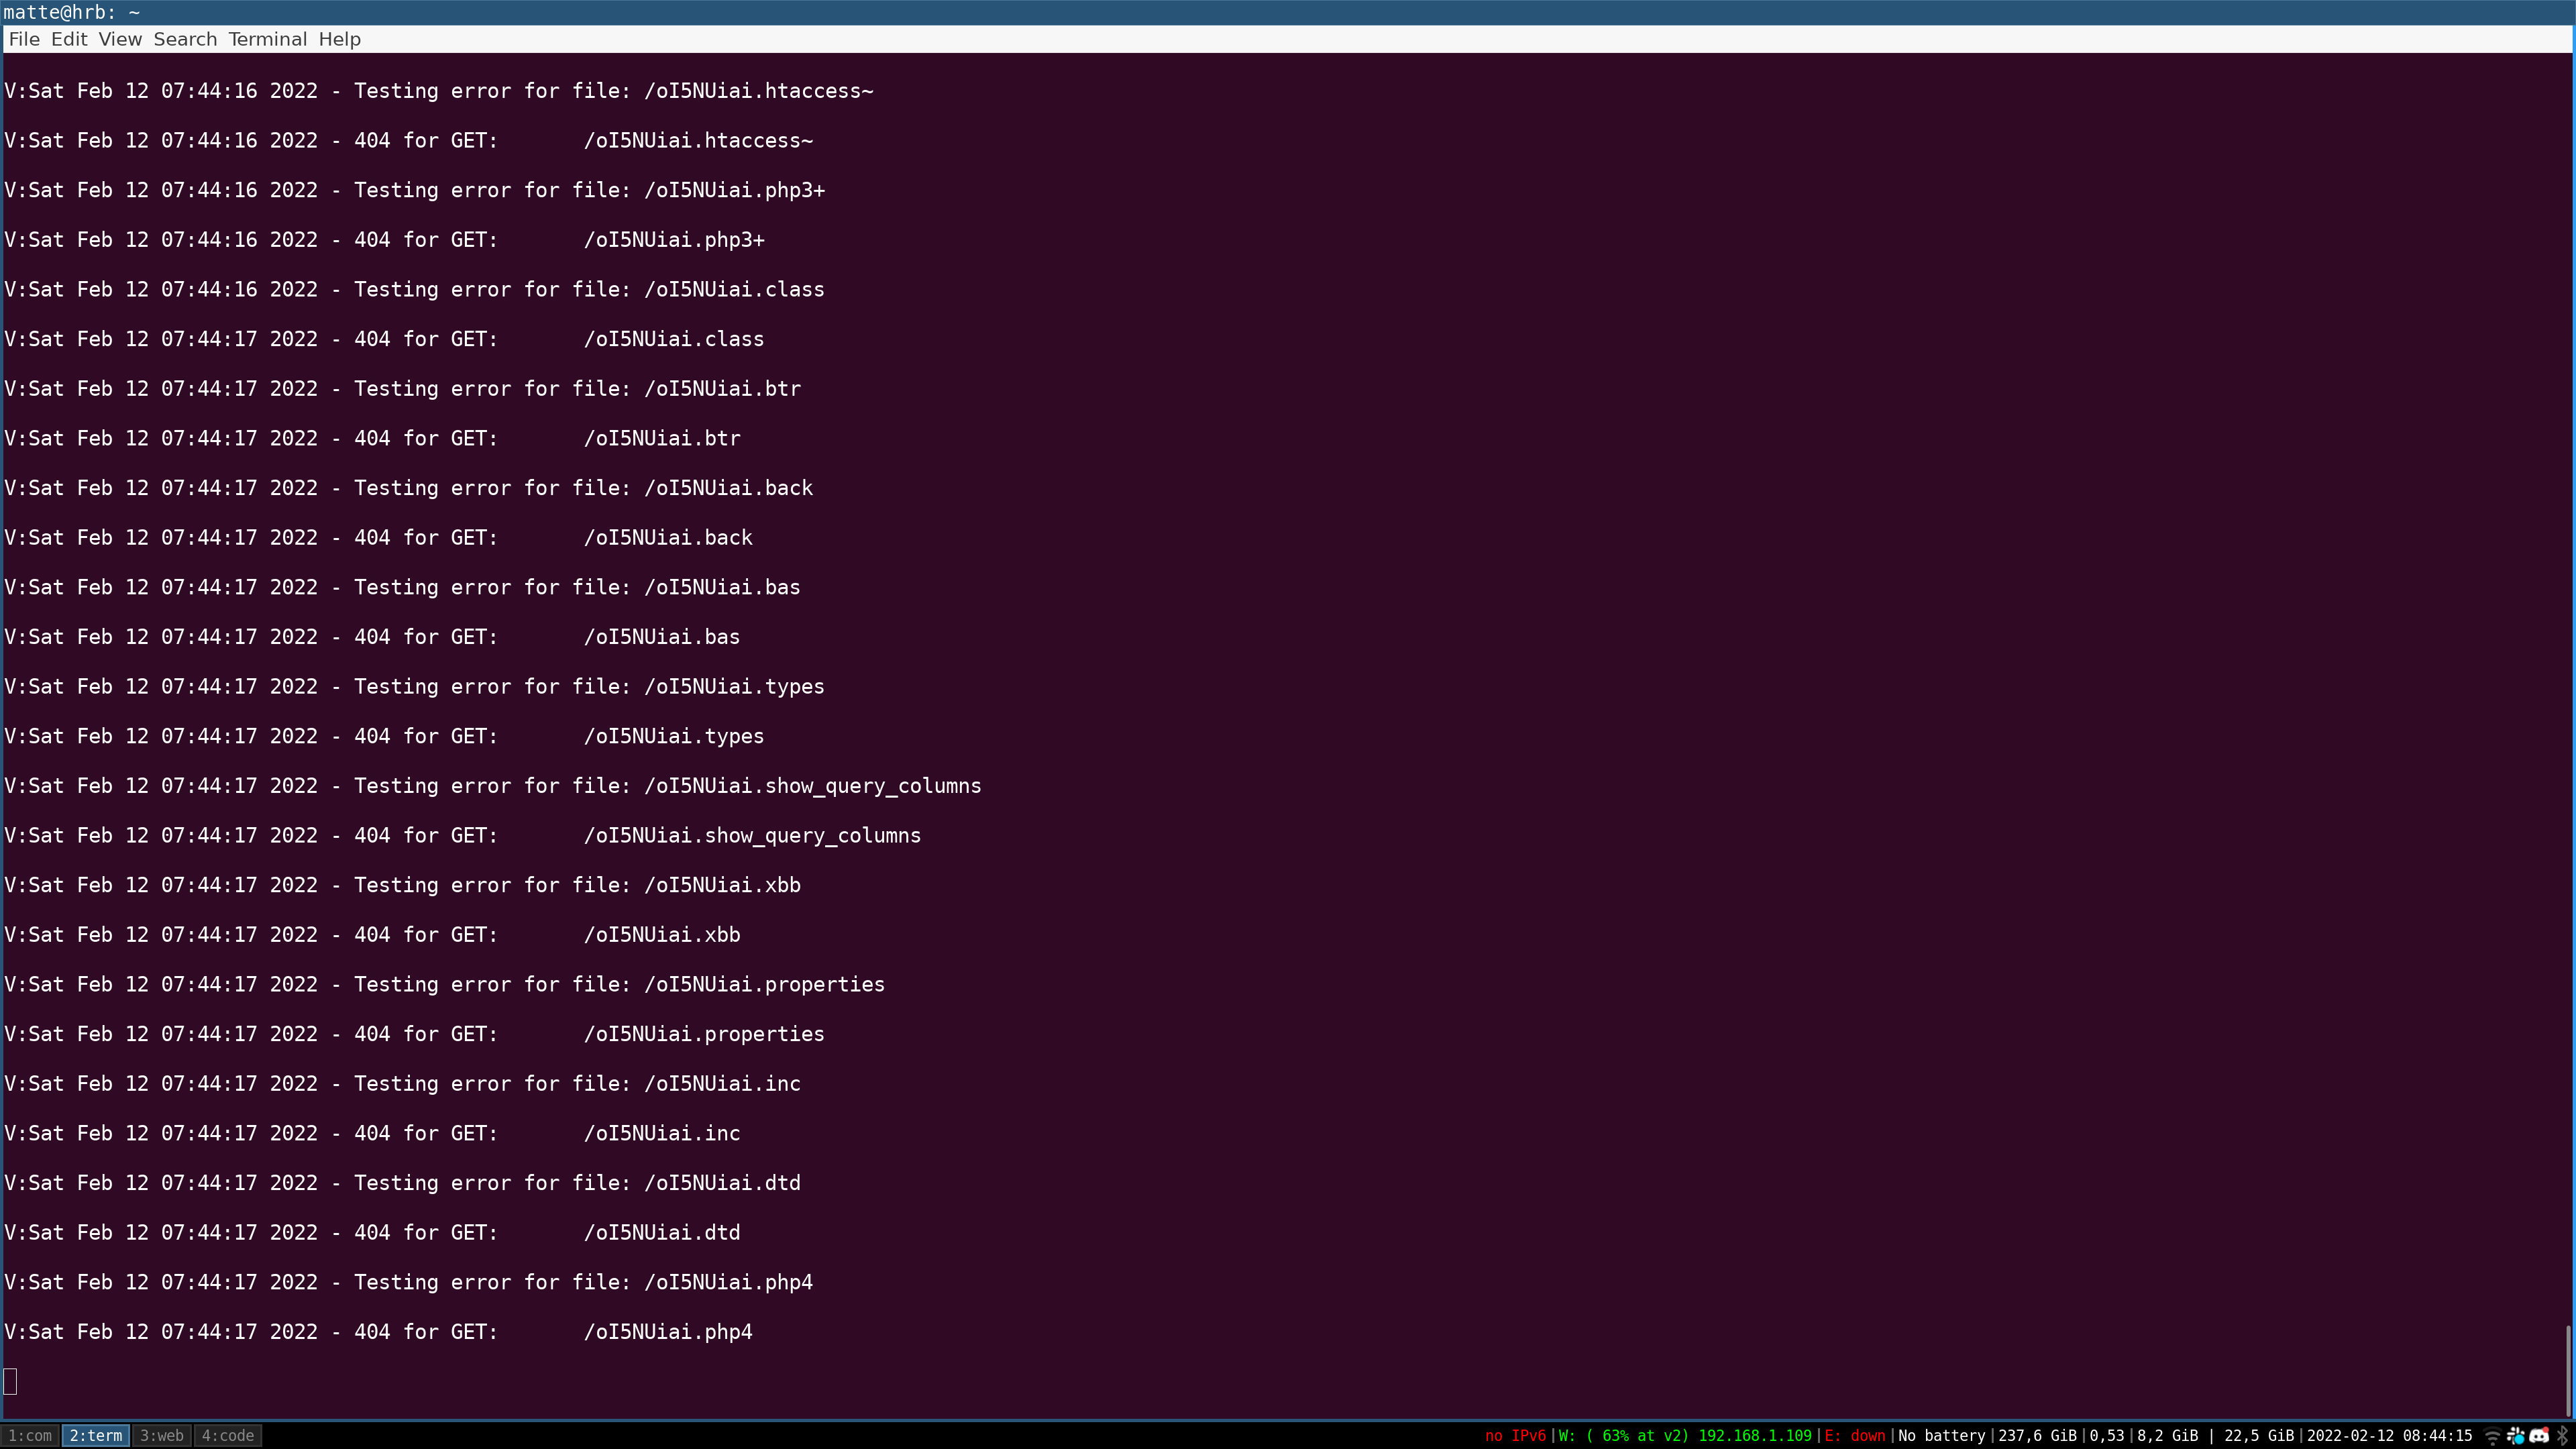 matte@hrb: ~
File Edit View Search Terminal Help
V:Sat Feb 12 07:44:16 2022 - Testing error for file: /oI5NUiai.htaccess~
V:Sat Feb 12 07:44:16 2022 - 404 for GET:       /oI5NUiai.htaccess~
V:Sat Feb 12 07:44:16 2022 - Testing error for file: /oI5NUiai.php3+
V:Sat Feb 12 07:44:16 2022 - 404 for GET:       /oI5NUiai.php3+
V:Sat Feb 12 07:44:16 2022 - Testing error for file: /oI5NUiai.class
V:Sat Feb 12 07:44:17 2022 - 404 for GET:       /oI5NUiai.class
V:Sat Feb 12 07:44:17 2022 - Testing error for file: /oI5NUiai.btr
V:Sat Feb 12 07:44:17 2022 - 404 for GET:       /oI5NUiai.btr
V:Sat Feb 12 07:44:17 2022 - Testing error for file: /oI5NUiai.back
V:Sat Feb 12 07:44:17 2022 - 404 for GET:       /oI5NUiai.back
V:Sat Feb 12 07:44:17 2022 - Testing error for file: /oI5NUiai.bas
V:Sat Feb 12 07:44:17 2022 - 404 for GET:       /oI5NUiai.bas
V:Sat Feb 12 07:44:17 2022 - Testing error for file: /oI5NUiai.types
V:Sat Feb 12 07:44:17 2022 - 404 for GET:       /oI5NUiai.types
V:Sat Feb 12 07:44:17 2022 - Testing error for file: /oI5NUiai.show_query_columns
V:Sat Feb 12 07:44:17 2022 - 404 for GET:       /oI5NUiai.show_query_columns
V:Sat Feb 12 07:44:17 2022 - Testing error for file: /oI5NUiai.xbb
V:Sat Feb 12 07:44:17 2022 - 404 for GET:       /oI5NUiai.xbb
V:Sat Feb 12 07:44:17 2022 - Testing error for file: /oI5NUiai.properties
V:Sat Feb 12 07:44:17 2022 - 404 for GET:       /oI5NUiai.properties
V:Sat Feb 12 07:44:17 2022 - Testing error for file: /oI5NUiai.inc
V:Sat Feb 12 07:44:17 2022 - 404 for GET:       /oI5NUiai.inc
V:Sat Feb 12 07:44:17 2022 - Testing error for file: /oI5NUiai.dtd
V:Sat Feb 12 07:44:17 2022 - 404 for GET:       /oI5NUiai.dtd
V:Sat Feb 12 07:44:17 2022 - Testing error for file: /oI5NUiai.php4
V:Sat Feb 12 07:44:17 2022 - 404 for GET:       /oI5NUiai.php4
1:com 2:term 3:web 4:code no IPv6|W: ( 63% at v2) 192.168.1.109|E: down|No battery|237,6 GiB|0,53|8,2 GiB | 22,5 GiB|2022-02-12 08:44:15